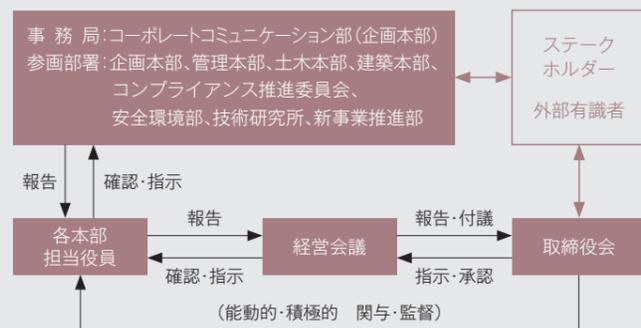 事務局：コーポレートコミュニケーション部（企画本部）
参画部署：企画本部、管理本部、土木本部、建築本部、
コンプライアンス推進委員会、
安全環境部、技術研究所、新事業推進部
ステーク
ホルダー
外部有識者
報告
確認・指示
各本部
担当役員
報告
確認・指示
経営会議
報告・付議
指示・承認
取締役会
（能動的・積極的　関与・監督）